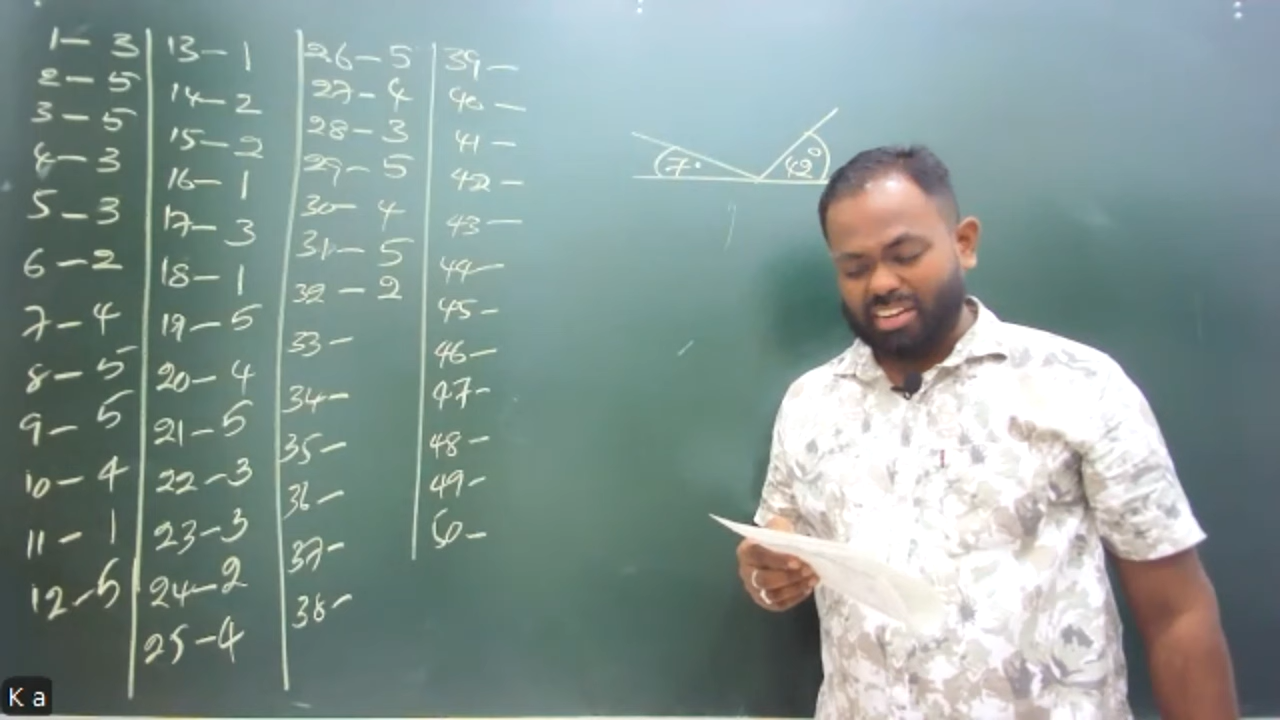 1 - 3
2 - 5
3 - 5
4 - 3
5 - 3
6 - 2
7 - 4
8 - 5
9 - 5
10 - 4
11 - 1
12 - 5
13 - 1
14 - 2
15 - 2
16 - 1
17 - 3
18 - 1
19 - 5
20 - 4
21 - 5
22 - 3
23 - 3
24 - 2
25 - 4
26 - 5
27 - 4
28 - 3
29 - 5
30 - 4
31 - 5
32 - 2
33 -
34 -
35 -
36 -
37 -
38 -
39 -
40 -
41 -
42 -
43 -
44 -
45 -
46 -
47 -
48 -
49 -
50 -
7°
42°
K a